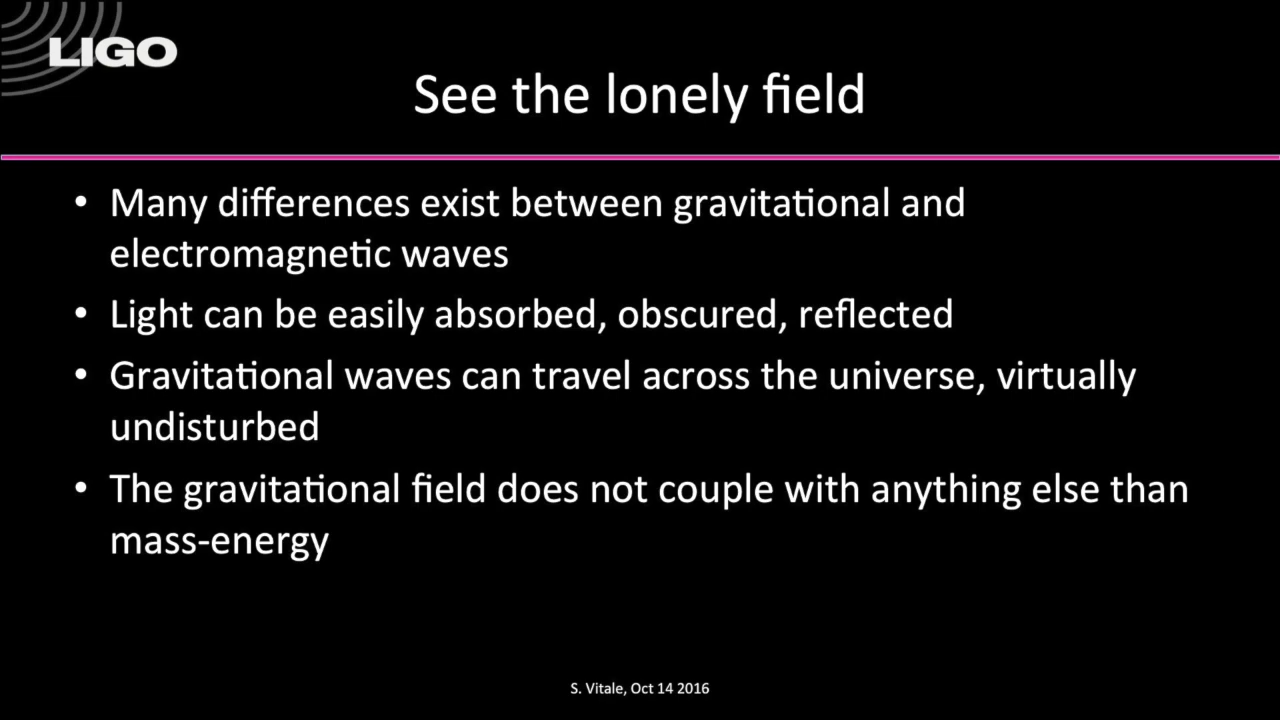 LIGO
See the lonely field
• Many differences exist between gravitational and
electromagnetic waves
• Light can be easily absorbed, obscured, reflected
• Gravitational waves can travel across the universe, virtually
undisturbed
• The gravitational field does not couple with anything else than
mass-energy
S. Vitale, Oct 14 2016